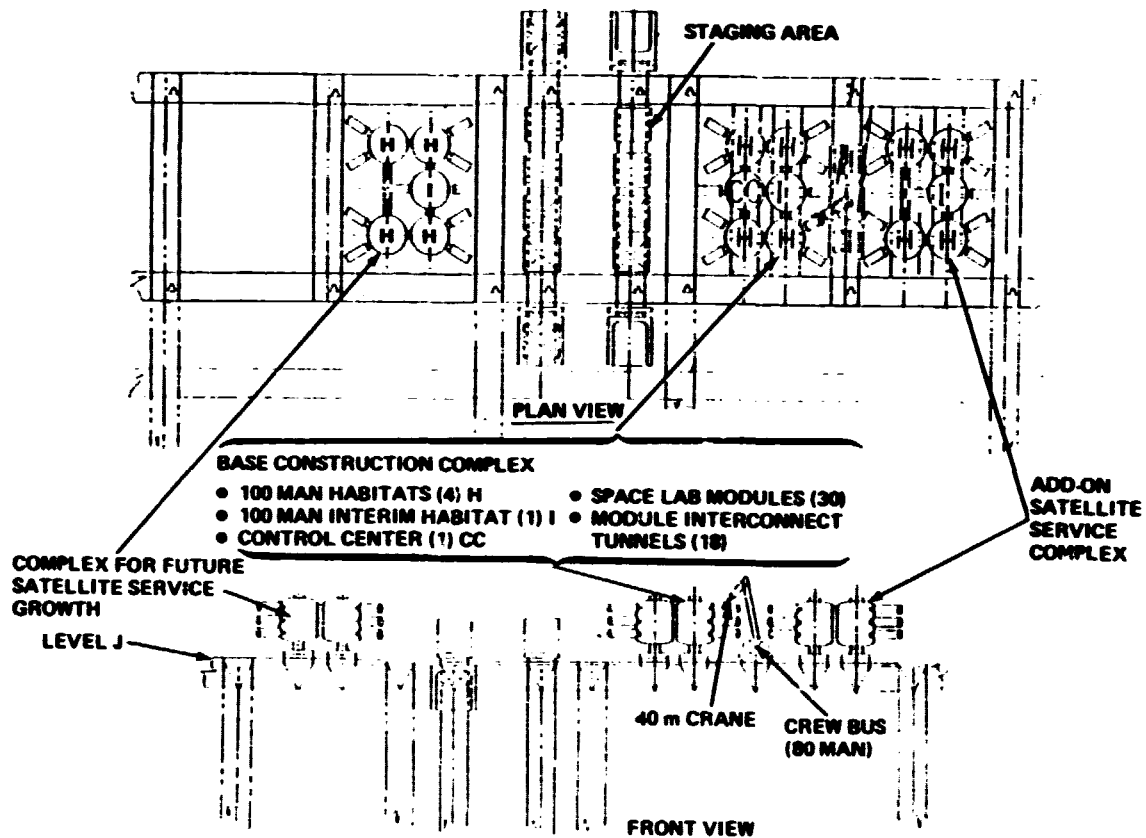 STAGING AREA
H H H H H H
I CC I I
H H H H H H
PLAN VIEW
BASE CONSTRUCTION COMPLEX
● 100 MAN HABITATS (4) H
● 100 MAN INTERIM HABITAT (1) I
● CONTROL CENTER (1) CC
● SPACE LAB MODULES (30)
● MODULE INTERCONNECT
TUNNELS (18)
ADD-ON
SATELLITE
SERVICE
COMPLEX
COMPLEX FOR FUTURE
SATELLITE SERVICE
GROWTH
LEVEL J
40 m CRANE
CREW BUS
(80 MAN)
FRONT VIEW